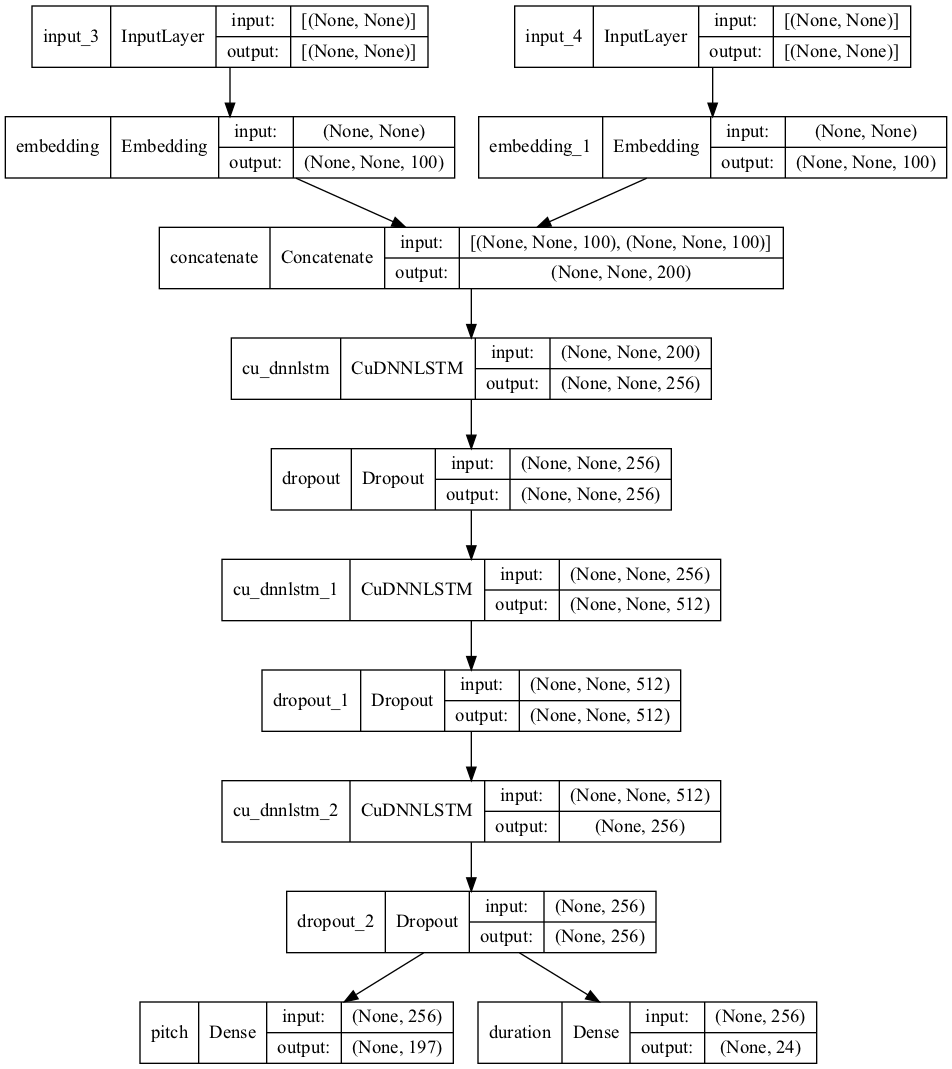 input_3 InputLayer input: [(None, None)]
output: [(None, None)]
input_4 InputLayer input: [(None, None)]
output: [(None, None)]
embedding Embedding input: (None, None)
output: (None, None, 100)
embedding_1 Embedding input: (None, None)
output: (None, None, 100)
concatenate Concatenate input: [(None, None, 100), (None, None, 100)]
output: (None, None, 200)
cu_dnnlstm CuDNNLSTM input: (None, None, 200)
output: (None, None, 256)
dropout Dropout input: (None, None, 256)
output: (None, None, 256)
cu_dnnlstm_1 CuDNNLSTM input: (None, None, 256)
output: (None, None, 512)
dropout_1 Dropout input: (None, None, 512)
output: (None, None, 512)
cu_dnnlstm_2 CuDNNLSTM input: (None, None, 512)
output: (None, 256)
dropout_2 Dropout input: (None, 256)
output: (None, 256)
pitch Dense input: (None, 256)
output: (None, 197)
duration Dense input: (None, 256)
output: (None, 24)